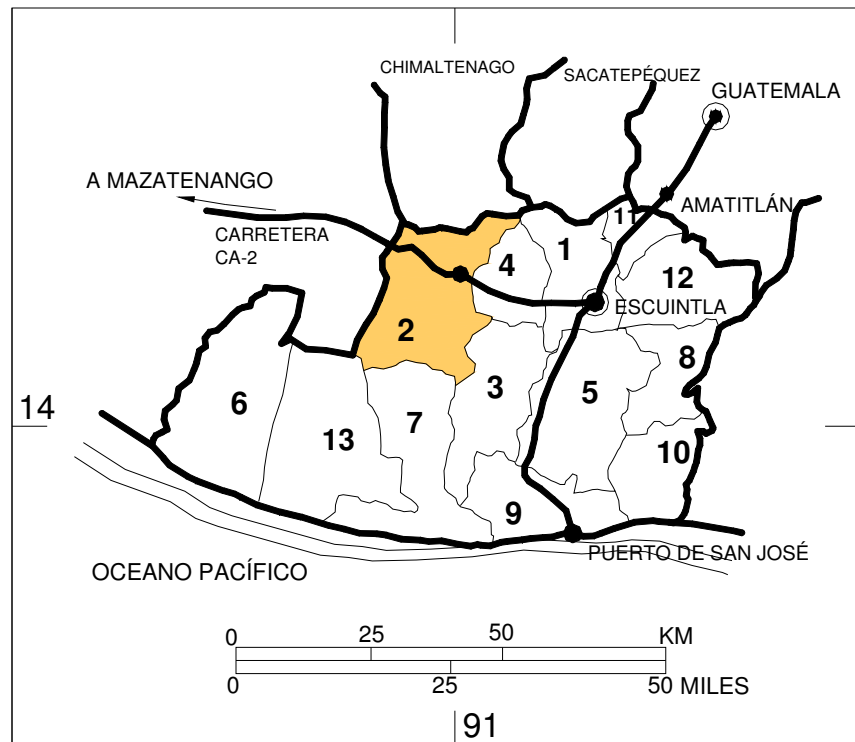 CHIMALTENAGO
SACATEPÉQUEZ
GUATEMALA
A MAZATENANGO
AMATITLÁN
CARRETERA
CA-2
11
1
4
12
ESCUINTLA
2
8
3
6
5
14
7
13
10
9
PUERTO DE SAN JOSÉ
OCEANO PACÍFICO
0 25 50 KM
0 25 50 MILES
91